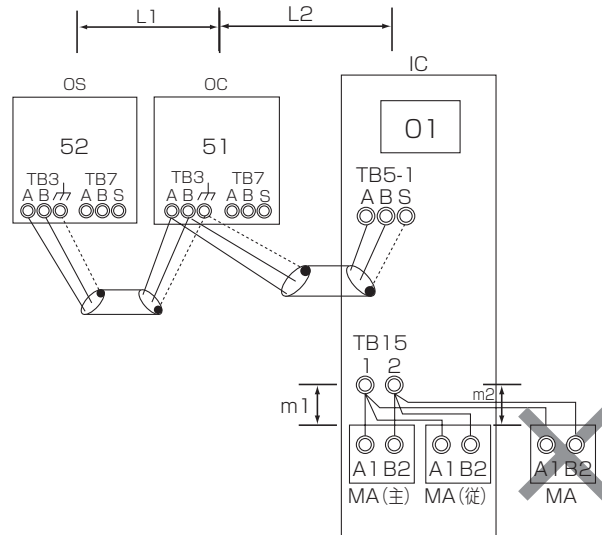 L1 L2
OS OC IC
52 51 01
TB3 TB7 TB3 TB7 TB5-1
A B A B S A B A B S A B S
TB15
1 2
m1 m2
A1 B2 A1 B2 A1 B2
MA(主) MA(従) MA